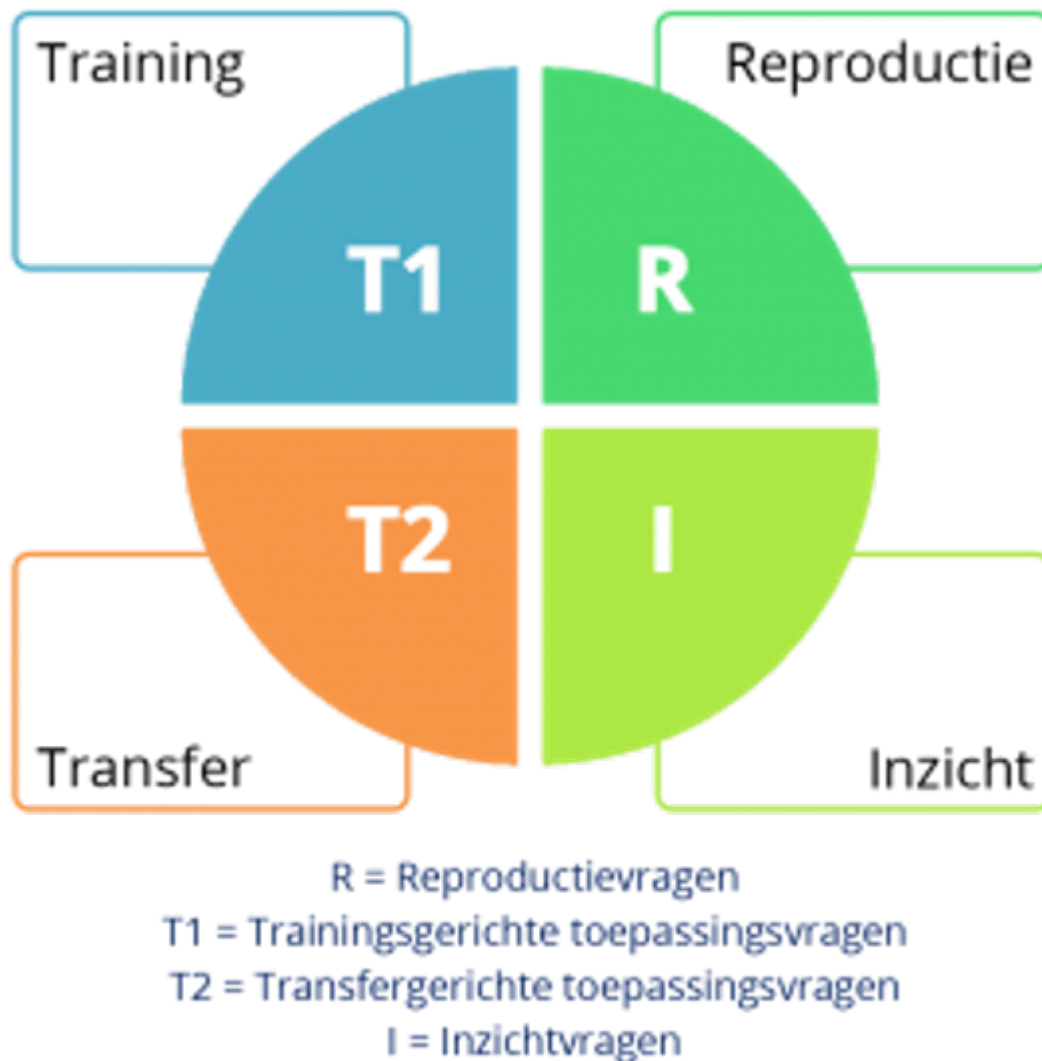 Training
Reproductie
T1
R
T2
I
Transfer
Inzicht
R = Reproductievragen
T1 = Trainingsgerichte toepassingsvragen
T2 = Transfergerichte toepassingsvragen
I = Inzichtvragen